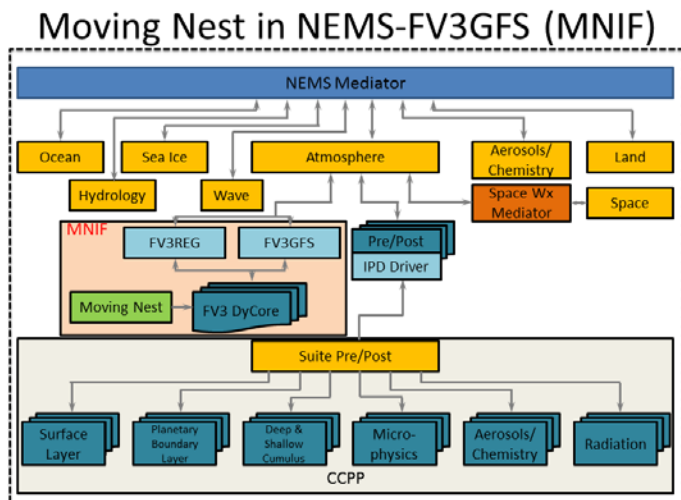 Moving Nest in NEMS-FV3GFS (MNIF)
NEMS Mediator
Ocean
Sea Ice
Atmosphere
Aerosols/
Chemistry
Land
Hydrology
Wave
Space Wx
Mediator
Space
MNIF
FV3REG
FV3GFS
Pre/Post
IPD Driver
Moving Nest
FV3 DyCore
Suite Pre/Post
Surface
Layer
Planetary
Boundary
Layer
Deep &
Shallow
Cumulus
Micro-
physics
Aerosols/
Chemistry
Radiation
CCPP